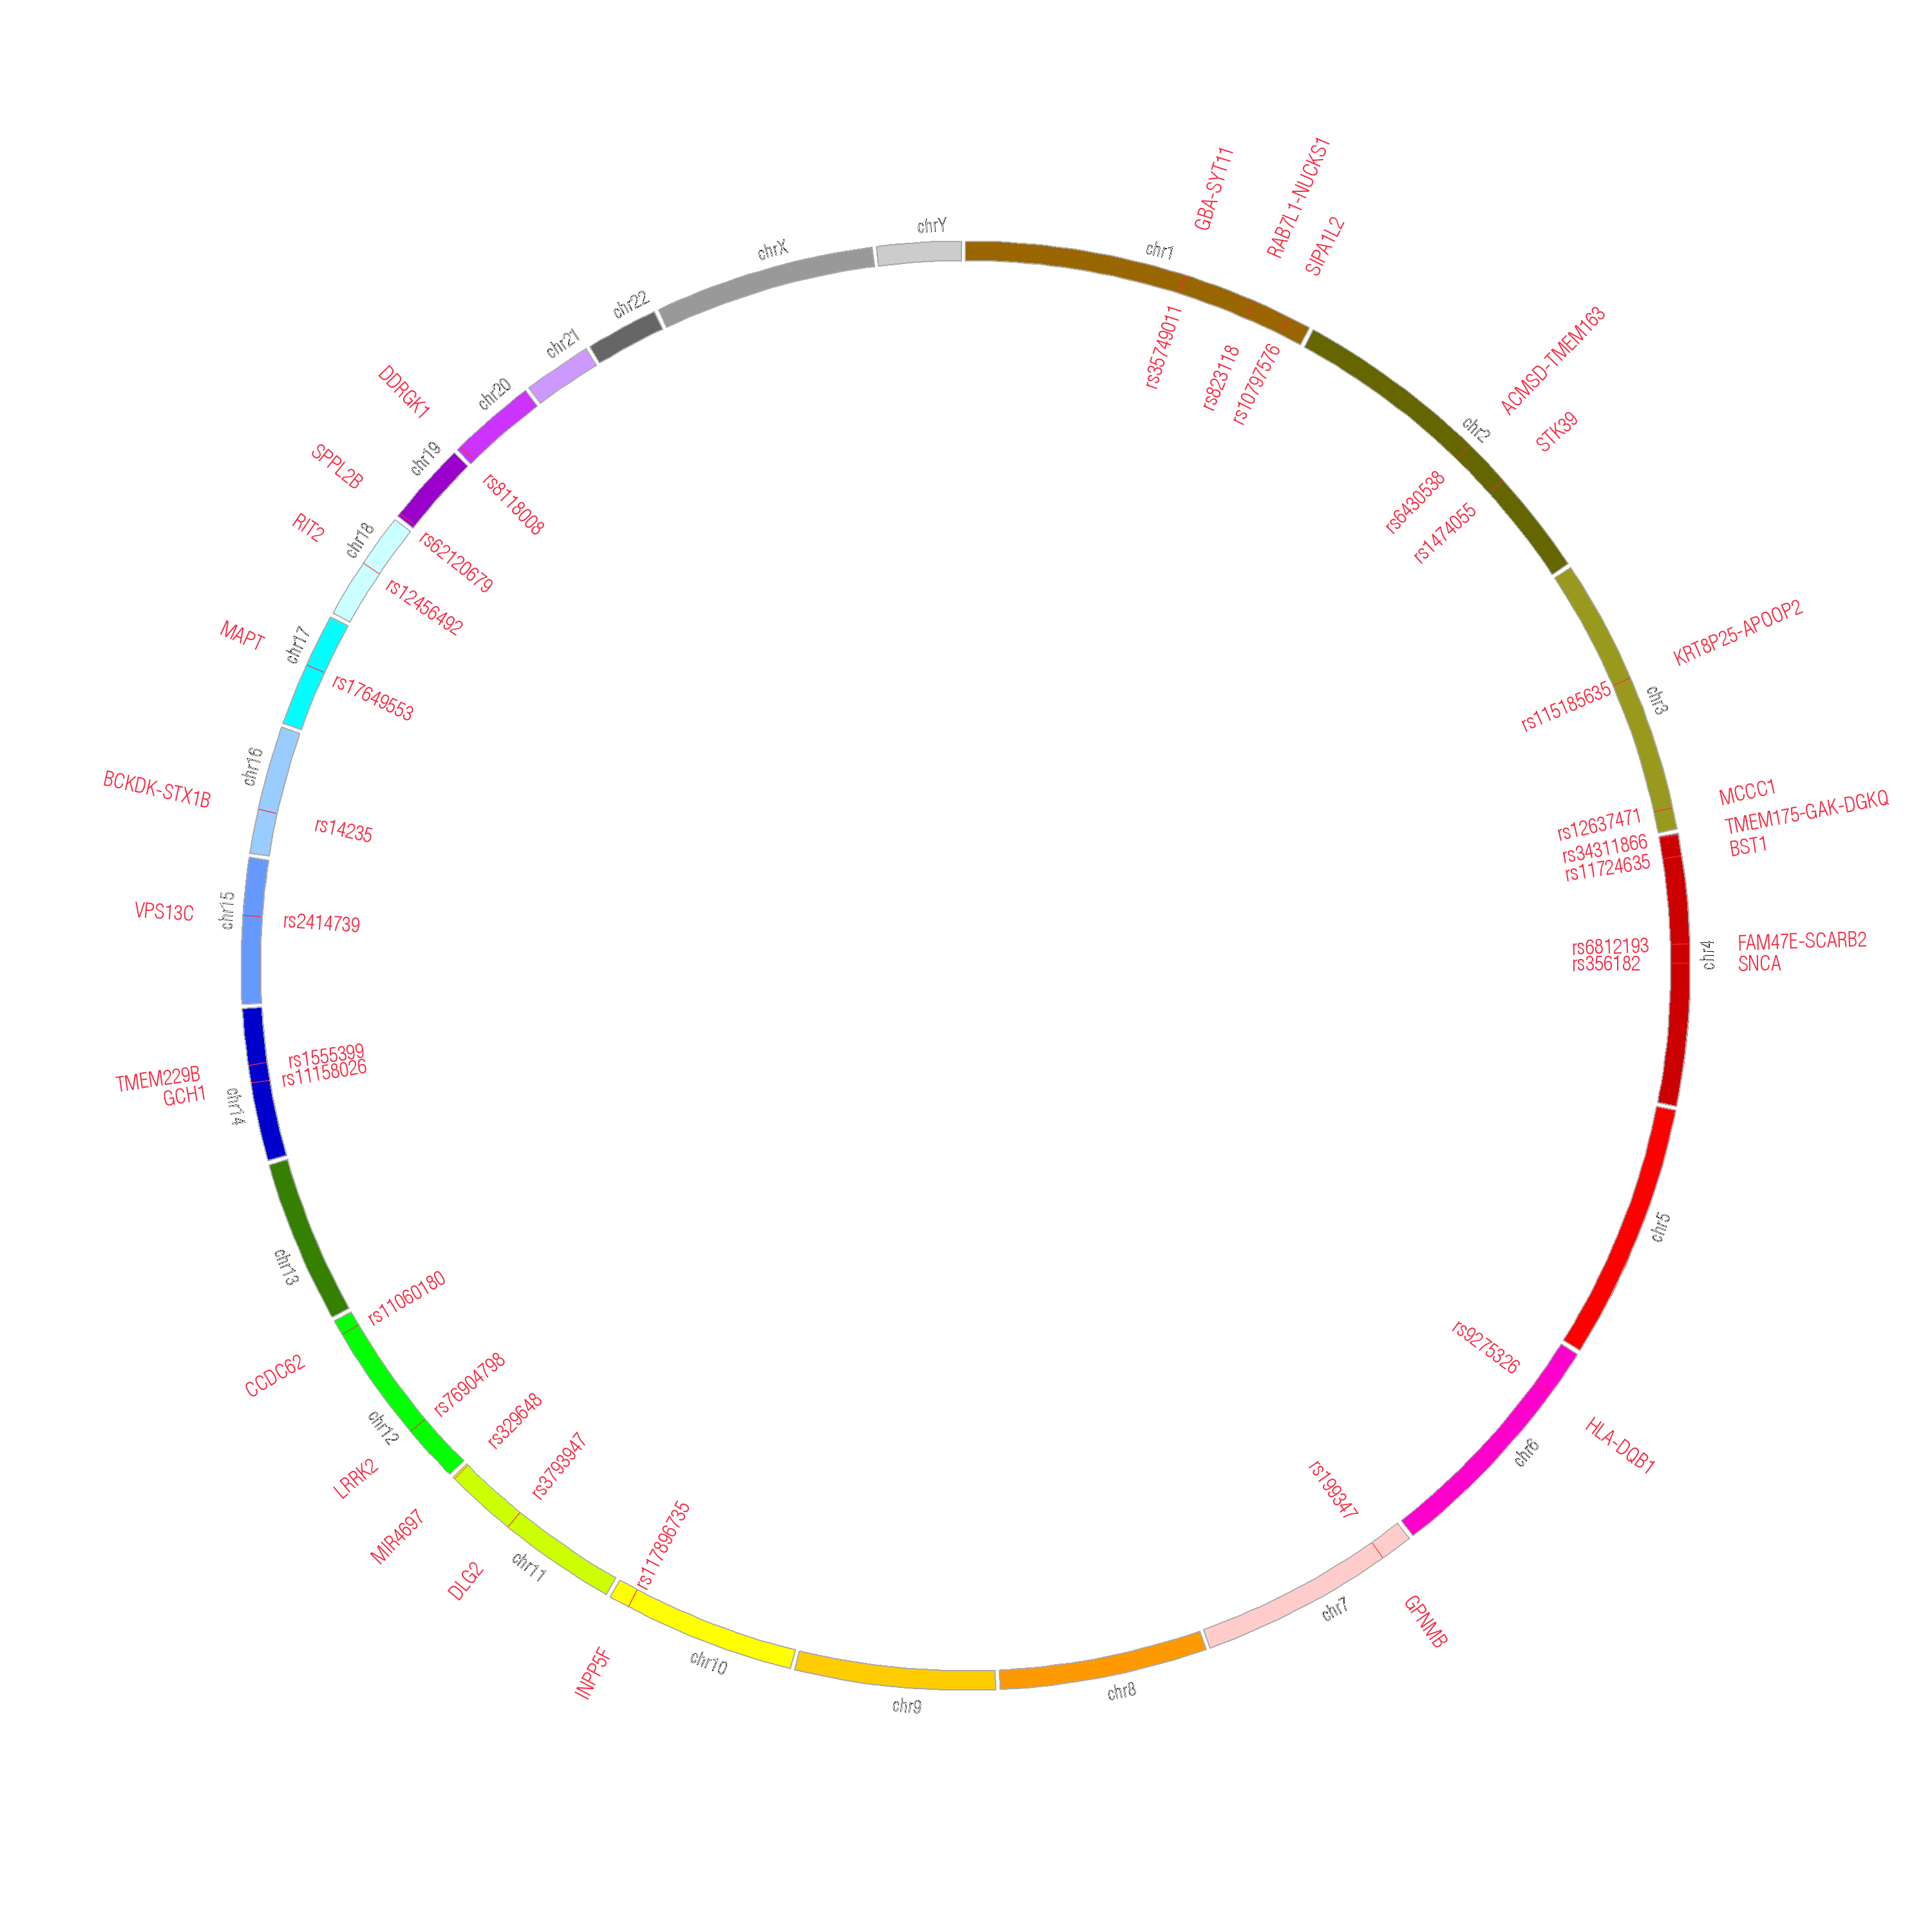 chr1
GBA-SYT11
rs35749011
RAB7L1-NUCKS1
rs823118
SIPA1L2
rs10797576
chr2
ACMSD-TMEM163
rs6430538
STK39
rs1474055
chr3
KRT8P25-APOOP2
rs115185635
MCCC1
rs12637471
chr4
TMEM175-GAK-DGKQ
rs34311866
BST1
rs11724635
FAM47E-SCARB2
rs6812193
SNCA
rs356182
chr5
chr6
HLA-DQB1
rs9275326
chr7
GPNMB
rs199347
chr8
chr9
chr10
INPP5F
rs117896735
chr11
DLG2
rs3793947
MIR4697
rs329648
chr12
LRRK2
rs76904798
CCDC62
rs11060180
chr13
chr14
GCH1
rs11158026
TMEM229B
rs1555399
chr15
VPS13C
rs2414739
chr16
BCKDK-STX1B
rs14235
chr17
MAPT
rs17649553
chr18
RIT2
rs12456492
chr19
SPPL2B
rs62120679
chr20
DDRGK1
rs8118008
chr21
chr22
chrX
chrY